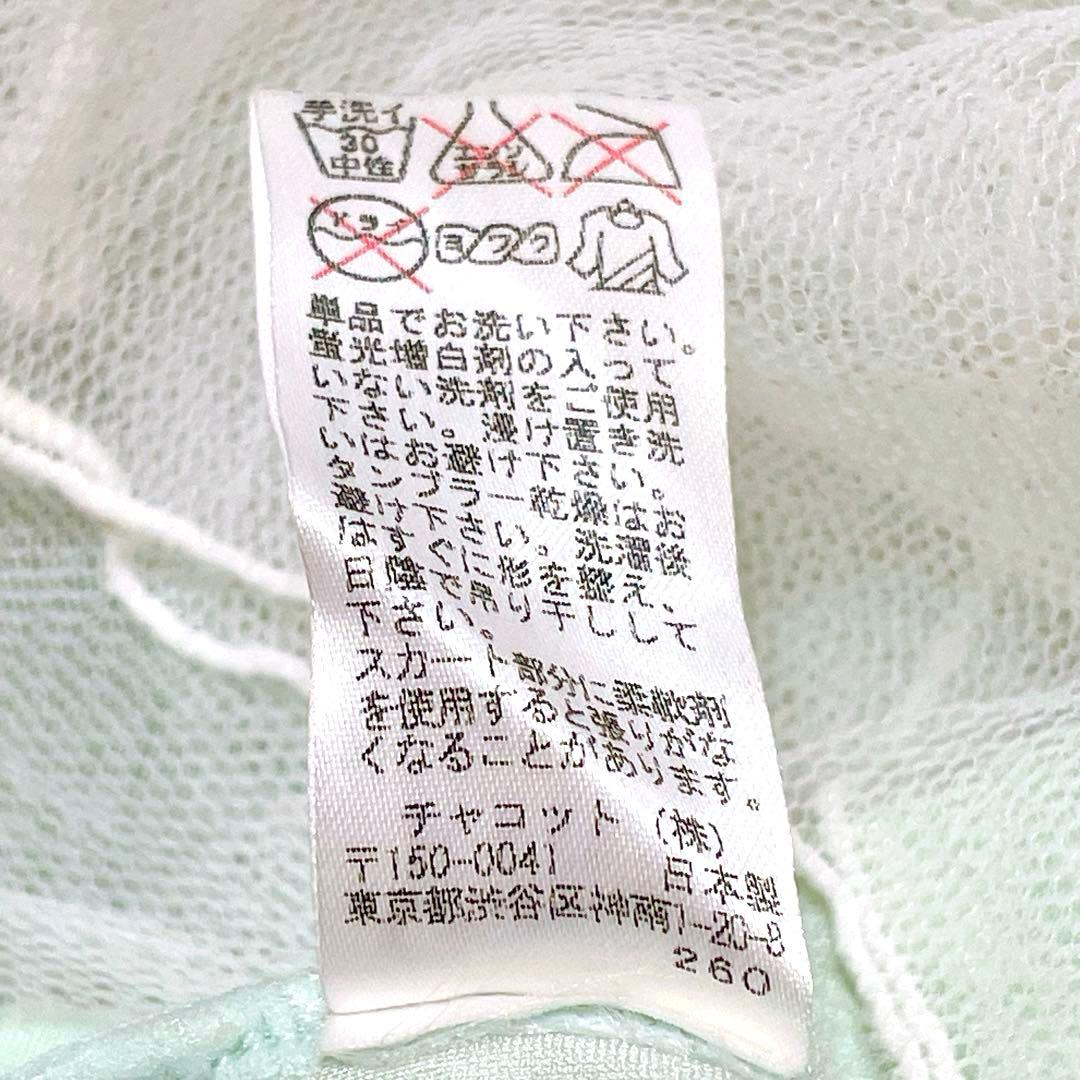 手洗イ
30
中性
エンソ
サラシ
ドライ
ヨワク
単品でお洗い下さい。
蛍光増白剤の入って
いない洗剤をご使用
下さい。浸け置き洗
いはお避け下さい。
タンブラー乾燥はお
避け下さい。洗濯後
はすぐに形を整え、
日陰で吊り干しして
下さい。
スカート部分に柔軟剤
を使用すると張りがな
くなることがあります。
チャコット(株)
〒150-0041 日本製
東京都渋谷区神南1-20-8
260